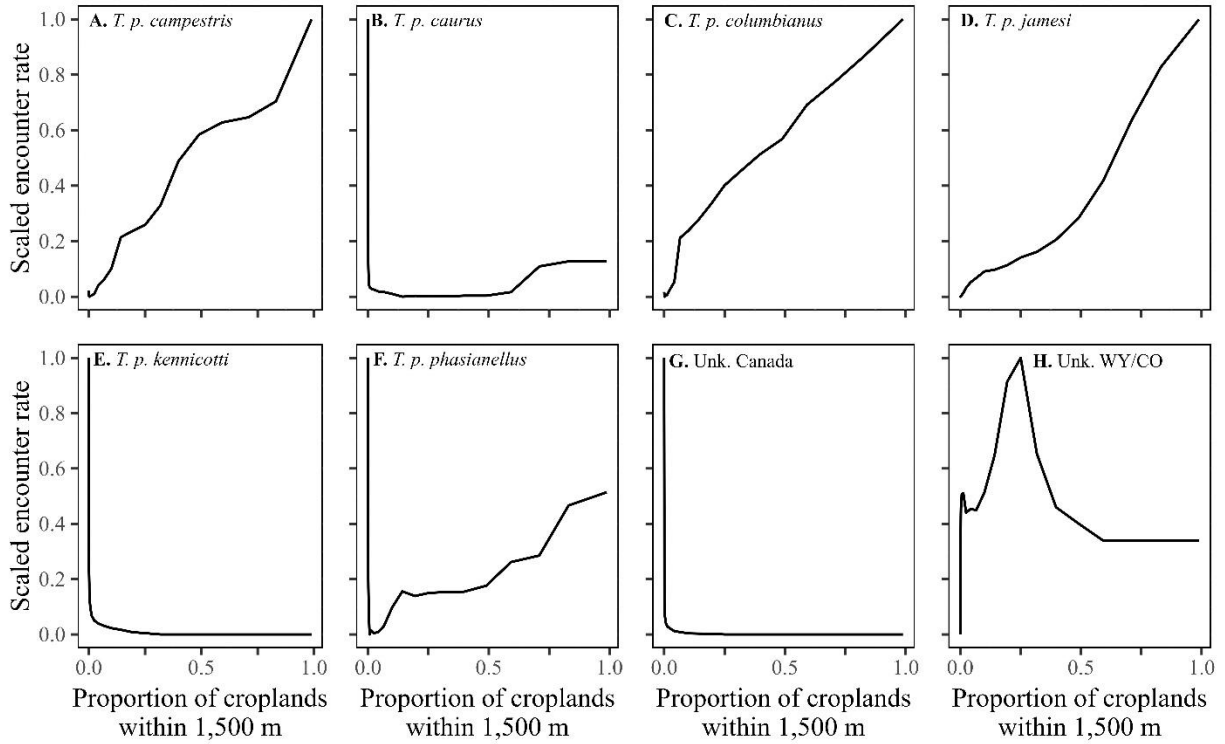 A. T. p. campestris
B. T. p. caurus
C. T. p. columbianus
D. T. p. jamesi
Scaled encounter rate
1.0
0.8
0.6
0.4
0.2
0.0
E. T. p. kennicotti
F. T. p. phasianellus
G. Unk. Canada
H. Unk. WY/CO
Scaled encounter rate
1.0
0.8
0.6
0.4
0.2
0.0
0.0 0.5 1.0
0.0 0.5 1.0
0.0 0.5 1.0
0.0 0.5 1.0
Proportion of croplands
within 1,500 m
Proportion of croplands
within 1,500 m
Proportion of croplands
within 1,500 m
Proportion of croplands
within 1,500 m